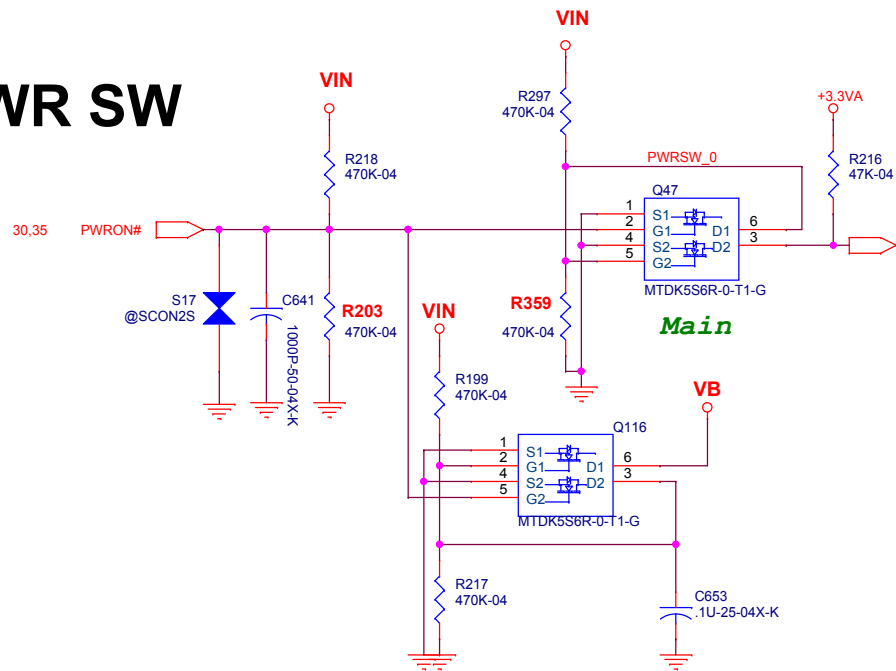 WR SW
VIN
R218
470K-04
VIN
R297
470K-04
PWRSW_0
+3.3VA
R216
47K-04
30,35 PWRON#
Q47
1 S1
2 G1 D1 6
4 S2 D2 3
5 G2
MTDK5S6R-0-T1-G
Main
S17
@SCON2S
C641
1000P-50-04X-K
R203
470K-04
R359
470K-04
VIN
R199
470K-04
VB
Q116
1 S1
2 G1 D1 6
4 S2 D2 3
5 G2
MTDK5S6R-0-T1-G
R217
470K-04
C653
.1U-25-04X-K